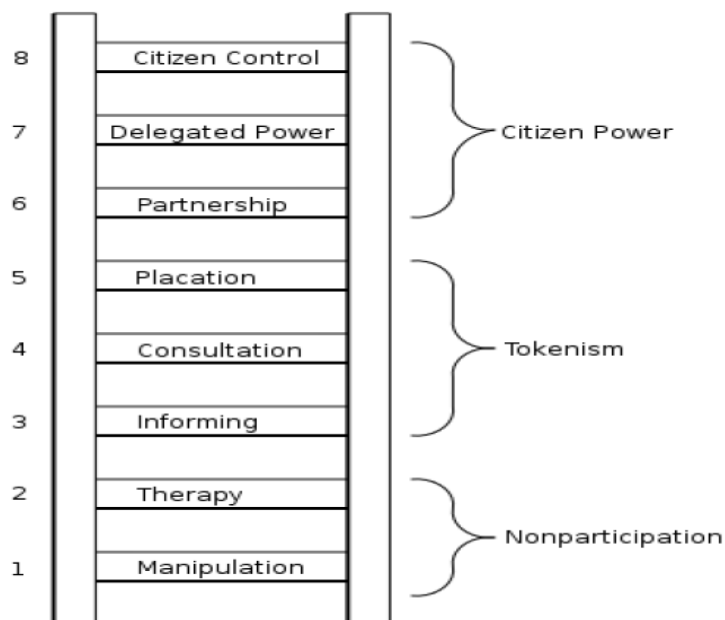 8 Citizen Control
7 Delegated Power Citizen Power
6 Partnership
5 Placation
4 Consultation Tokenism
3 Informing
2 Therapy
Nonparticipation
1 Manipulation